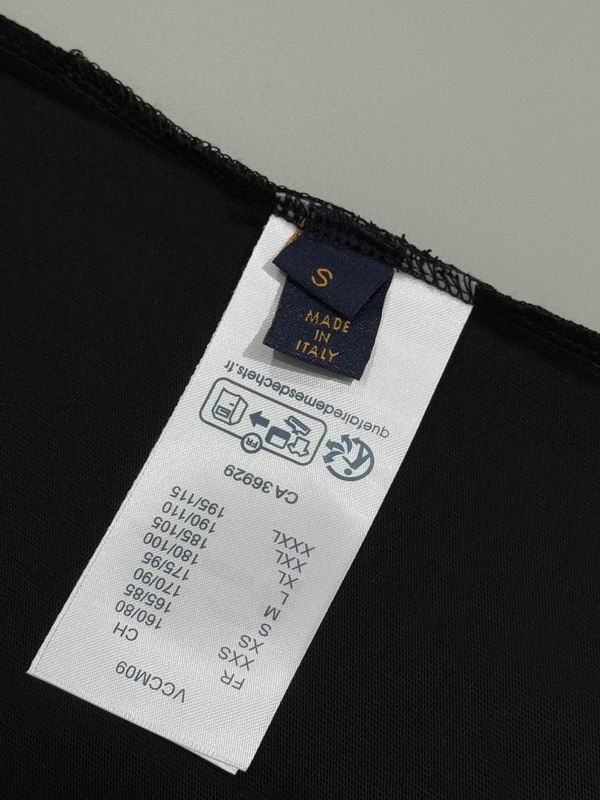 S
MADE
IN
ITALY
VCCM09
FR CH
XXS 160/80
XS 165/85
S 170/90
M 175/95
L 180/100
XL 185/105
XXL 190/110
XXXL 195/115
CA 36929
FR
quefairedemesdechets.fr